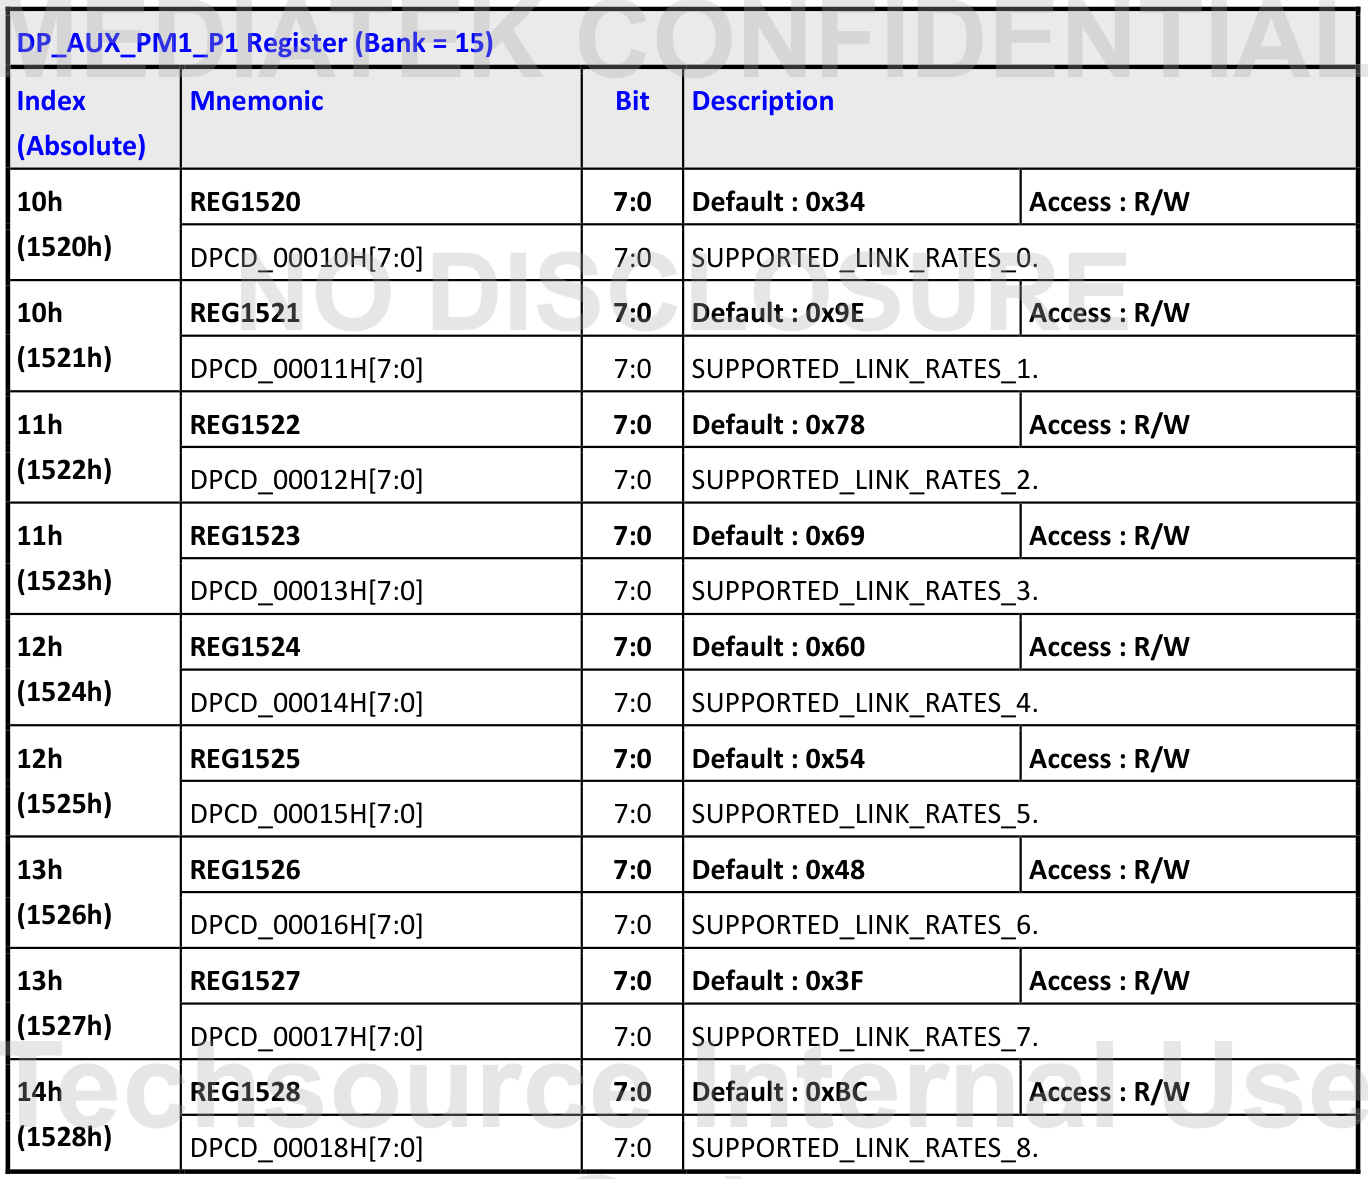 MEDIATEK CONFIDENTIAL
DP_AUX_PM1_P1 Register (Bank = 15)
Index (Absolute) Mnemonic Bit Description
10h (1520h) REG1520 7:0 Default : 0x34 Access : R/W
DPCD_00010H[7:0] 7:0 SUPPORTED_LINK_RATES_0.
NO DISCLOSURE
10h (1521h) REG1521 7:0 Default : 0x9E Access : R/W
DPCD_00011H[7:0] 7:0 SUPPORTED_LINK_RATES_1.
11h (1522h) REG1522 7:0 Default : 0x78 Access : R/W
DPCD_00012H[7:0] 7:0 SUPPORTED_LINK_RATES_2.
11h (1523h) REG1523 7:0 Default : 0x69 Access : R/W
DPCD_00013H[7:0] 7:0 SUPPORTED_LINK_RATES_3.
12h (1524h) REG1524 7:0 Default : 0x60 Access : R/W
DPCD_00014H[7:0] 7:0 SUPPORTED_LINK_RATES_4.
12h (1525h) REG1525 7:0 Default : 0x54 Access : R/W
DPCD_00015H[7:0] 7:0 SUPPORTED_LINK_RATES_5.
13h (1526h) REG1526 7:0 Default : 0x48 Access : R/W
DPCD_00016H[7:0] 7:0 SUPPORTED_LINK_RATES_6.
13h (1527h) REG1527 7:0 Default : 0x3F Access : R/W
DPCD_00017H[7:0] 7:0 SUPPORTED_LINK_RATES_7.
Techsource Internal Use
14h (1528h) REG1528 7:0 Default : 0xBC Access : R/W
DPCD_00018H[7:0] 7:0 SUPPORTED_LINK_RATES_8.